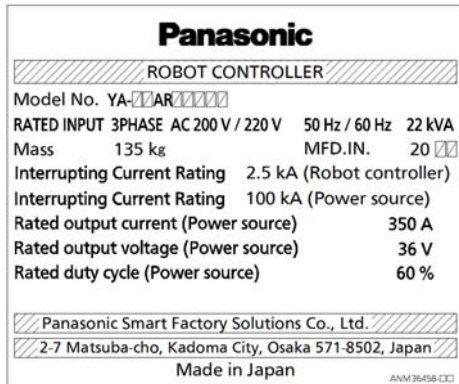 Panasonic
ROBOT CONTROLLER
Model No. YA-□□AR□□□□□
RATED INPUT 3PHASE AC 200 V / 220 V 50 Hz / 60 Hz 22 kVA
Mass 135 kg MFD.IN. 20 □□
Interrupting Current Rating 2.5 kA (Robot controller)
Interrupting Current Rating 100 kA (Power source)
Rated output current (Power source) 350 A
Rated output voltage (Power source) 36 V
Rated duty cycle (Power source) 60 %
Panasonic Smart Factory Solutions Co., Ltd.
2-7 Matsuba-cho, Kadoma City, Osaka 571-8502, Japan
Made in Japan
ANM36458-□□